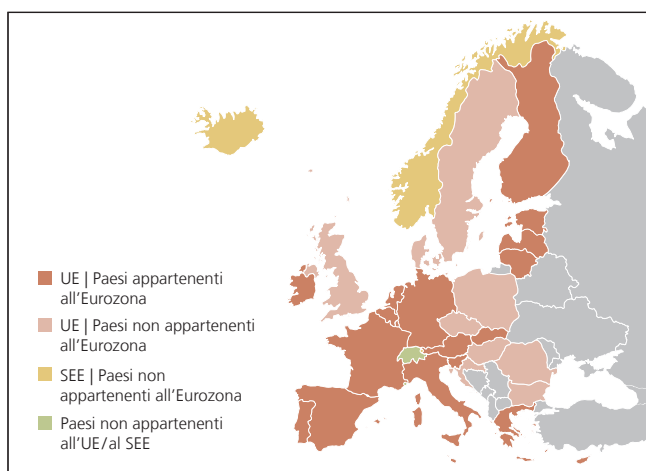 UE | Paesi appartenenti
all'Eurozona
UE | Paesi non appartenenti
all'Eurozona
SEE | Paesi non
appartenenti all'Eurozona
Paesi non appartenenti
all'UE/al SEE